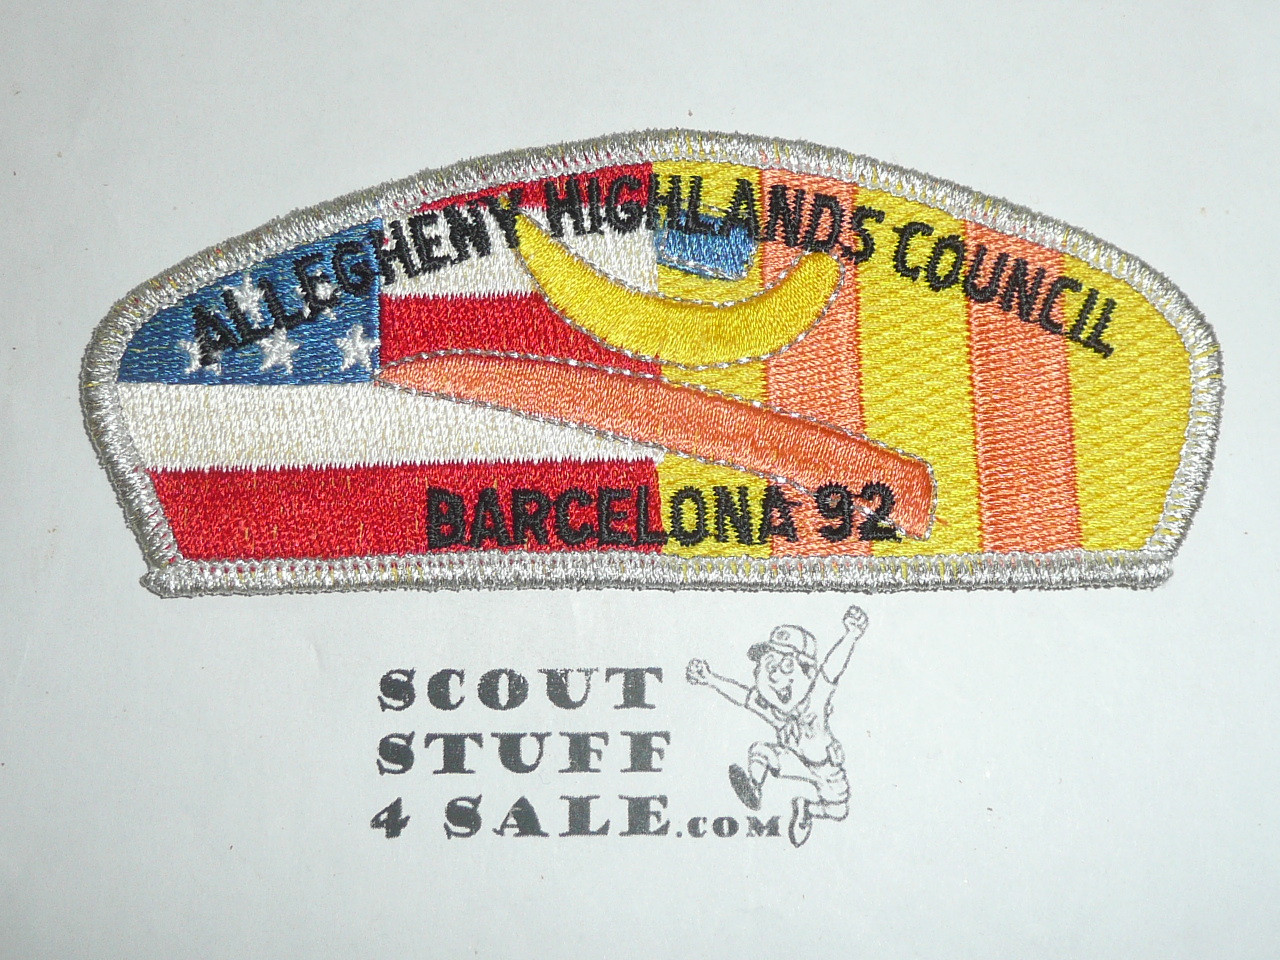 ALLEGHENY HIGHLANDS COUNCIL
BARCELONA 92
SCOUT
STUFF
4 SALE.COM